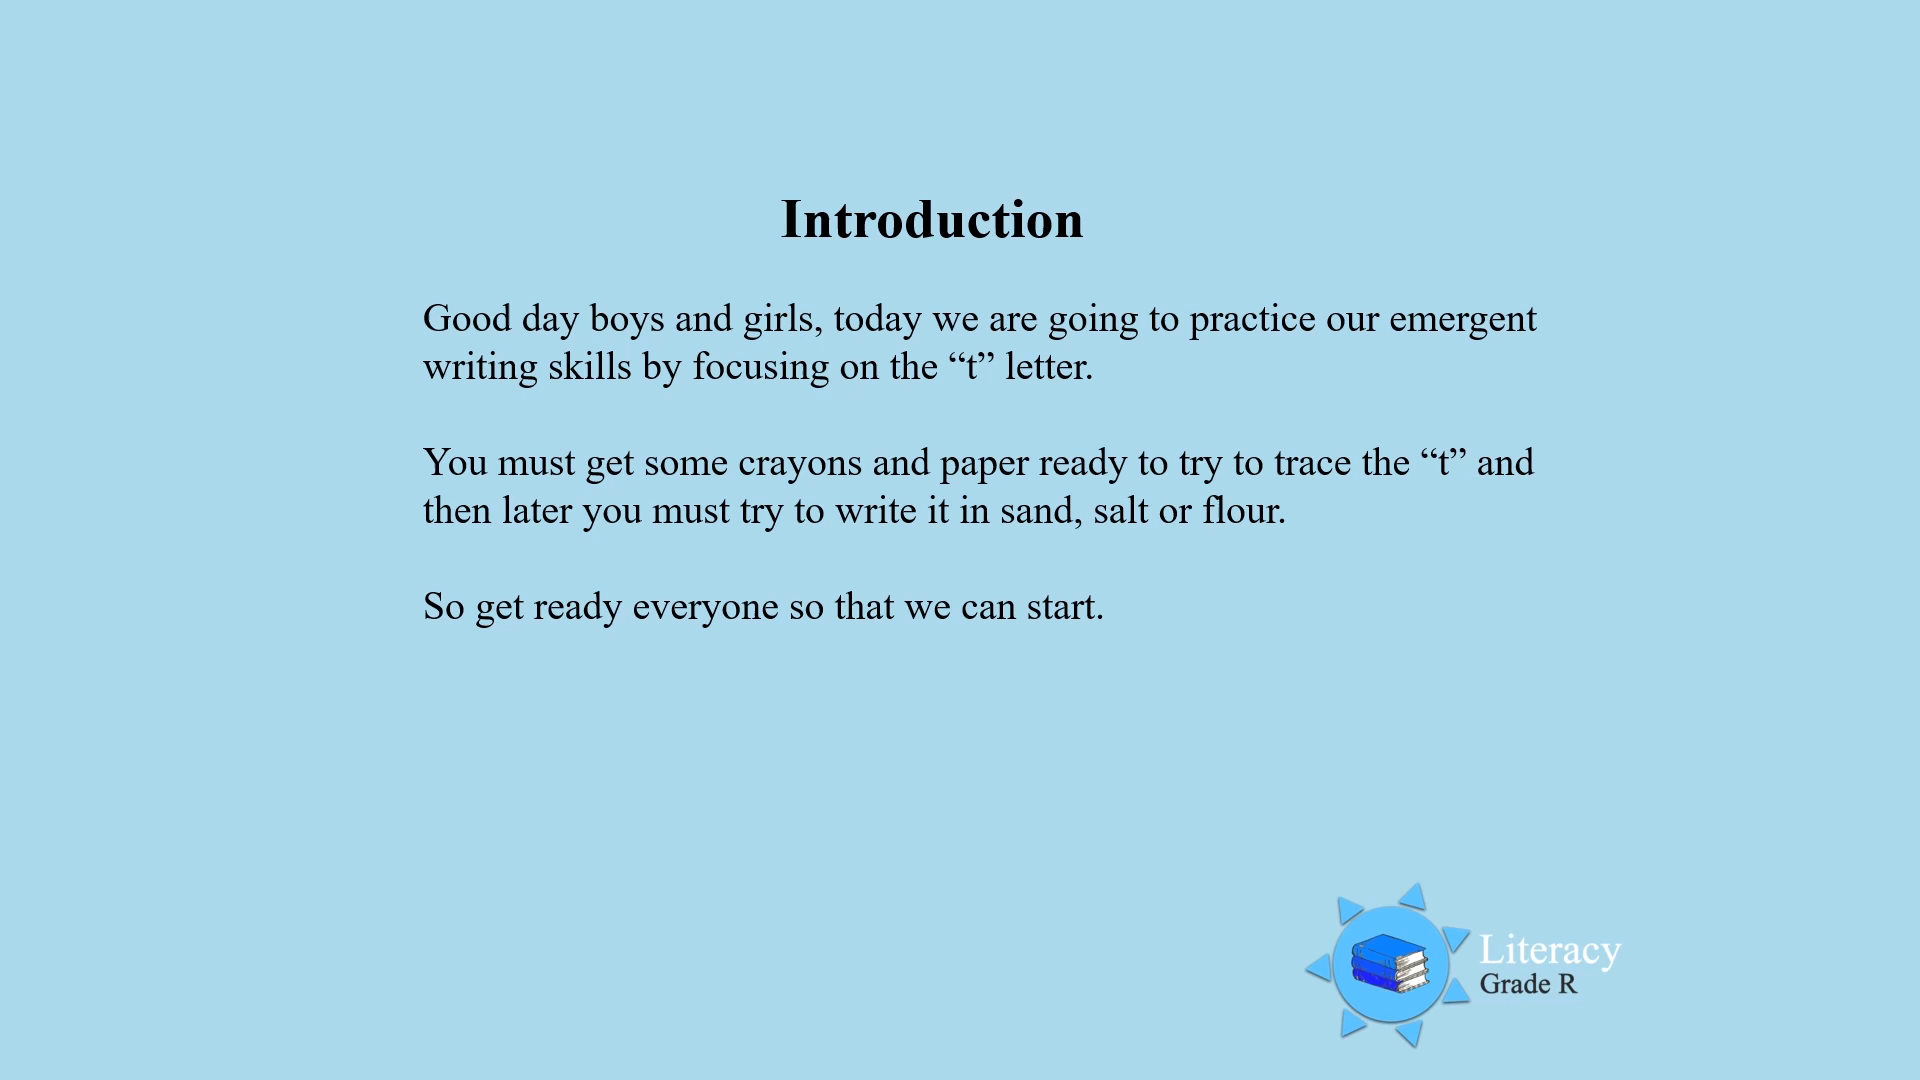 Introduction
Good day boys and girls, today we are going to practice our emergent
writing skills by focusing on the “t” letter.
You must get some crayons and paper ready to try to trace the “t” and
then later you must try to write it in sand, salt or flour.
So get ready everyone so that we can start.
Literacy
Grade R